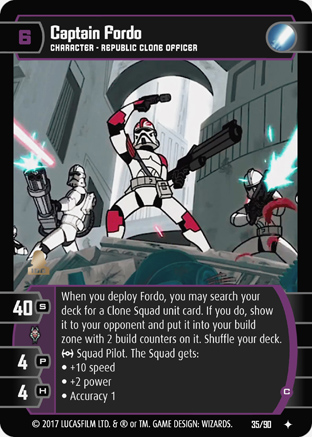 6
Captain Fordo
CHARACTER - REPUBLIC CLONE OFFICER
When you deploy Fordo, you may search your
deck for a Clone Squad unit card. If you do, show
it to your opponent and put it into your build
zone with 2 build counters on it. Shuffle your deck.
Squad Pilot. The Squad gets:
• +10 speed
• +2 power
• Accuracy 1
40 S
4 P
4 H
C
© 2017 LUCASFILM LTD. & ® or TM. GAME DESIGN: WIZARDS.
35/90